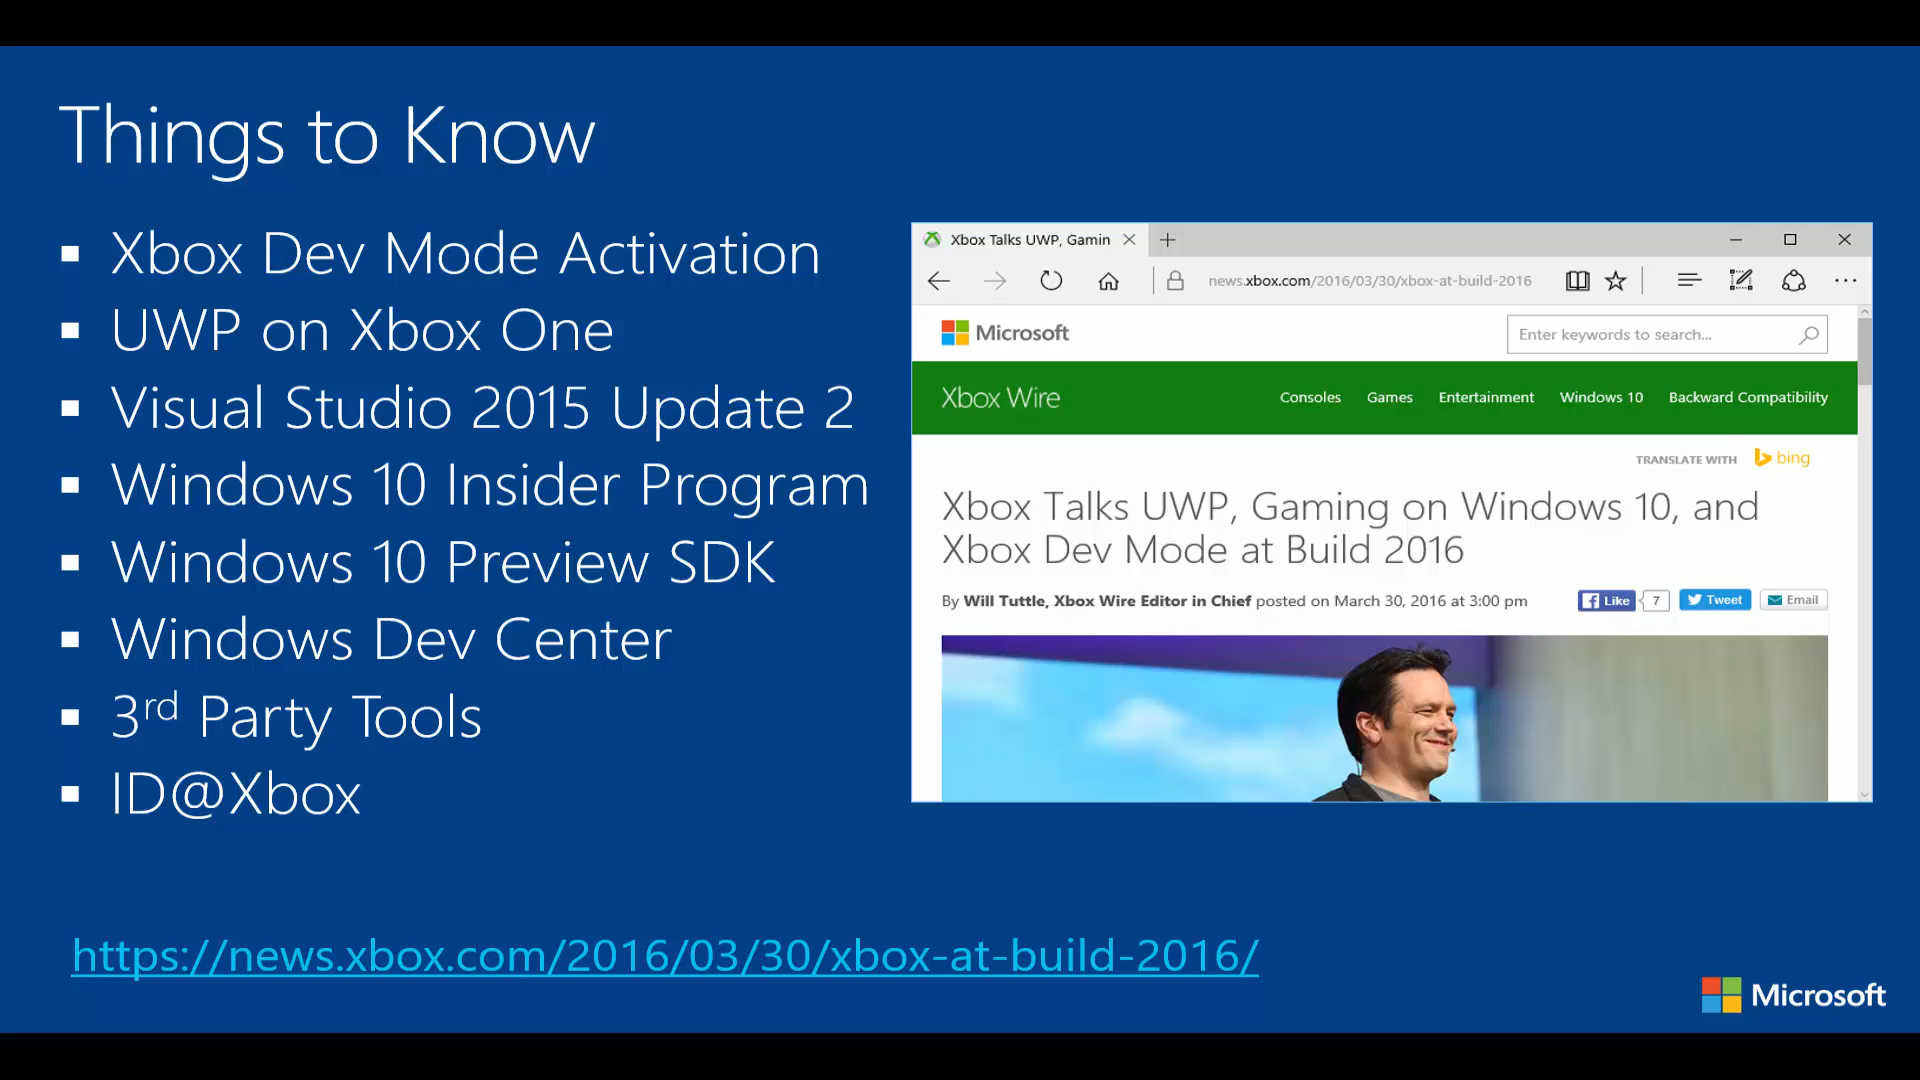 Things to Know
Xbox Dev Mode Activation
UWP on Xbox One
Visual Studio 2015 Update 2
Windows 10 Insider Program
Windows 10 Preview SDK
Windows Dev Center
3rd Party Tools
ID@Xbox
Xbox Talks UWP, Gamin
news.xbox.com/2016/03/30/xbox-at-build-2016
Microsoft
Enter keywords to search...
Xbox Wire
Consoles Games Entertainment Windows 10 Backward Compatibility
TRANSLATE WITH bing
Xbox Talks UWP, Gaming on Windows 10, and
Xbox Dev Mode at Build 2016
By Will Tuttle, Xbox Wire Editor in Chief posted on March 30, 2016 at 3:00 pm
Like 7 Tweet Email
https://news.xbox.com/2016/03/30/xbox-at-build-2016/
Microsoft